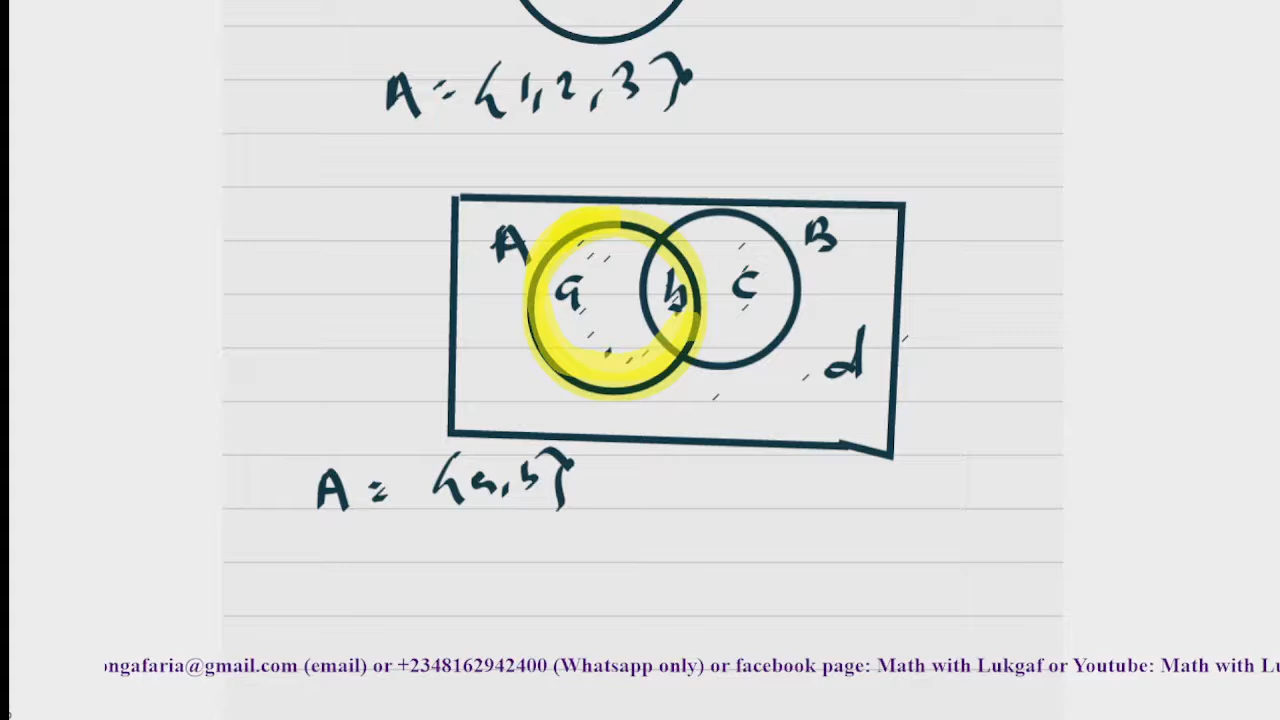 A = {1, 2, 3}
A B
a b c
d
A = {a, b}
ongafaria@gmail.com (email) or +2348162942400 (Whatsapp only) or facebook page: Math with Lukgaf or Youtube: Math with Lu